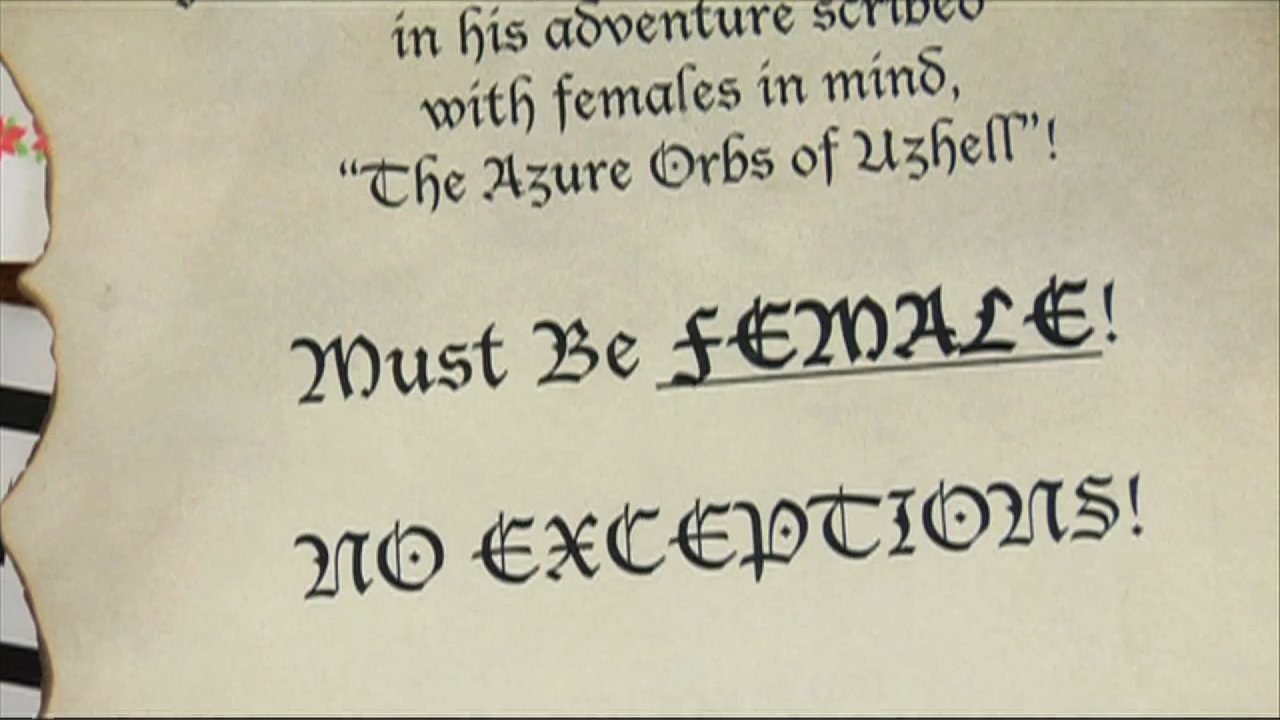 in his adventure scribed
with females in mind,
“The Azure Orbs of Uzhell”!
Must Be FEMALE!
NO EXCEPTIONS!